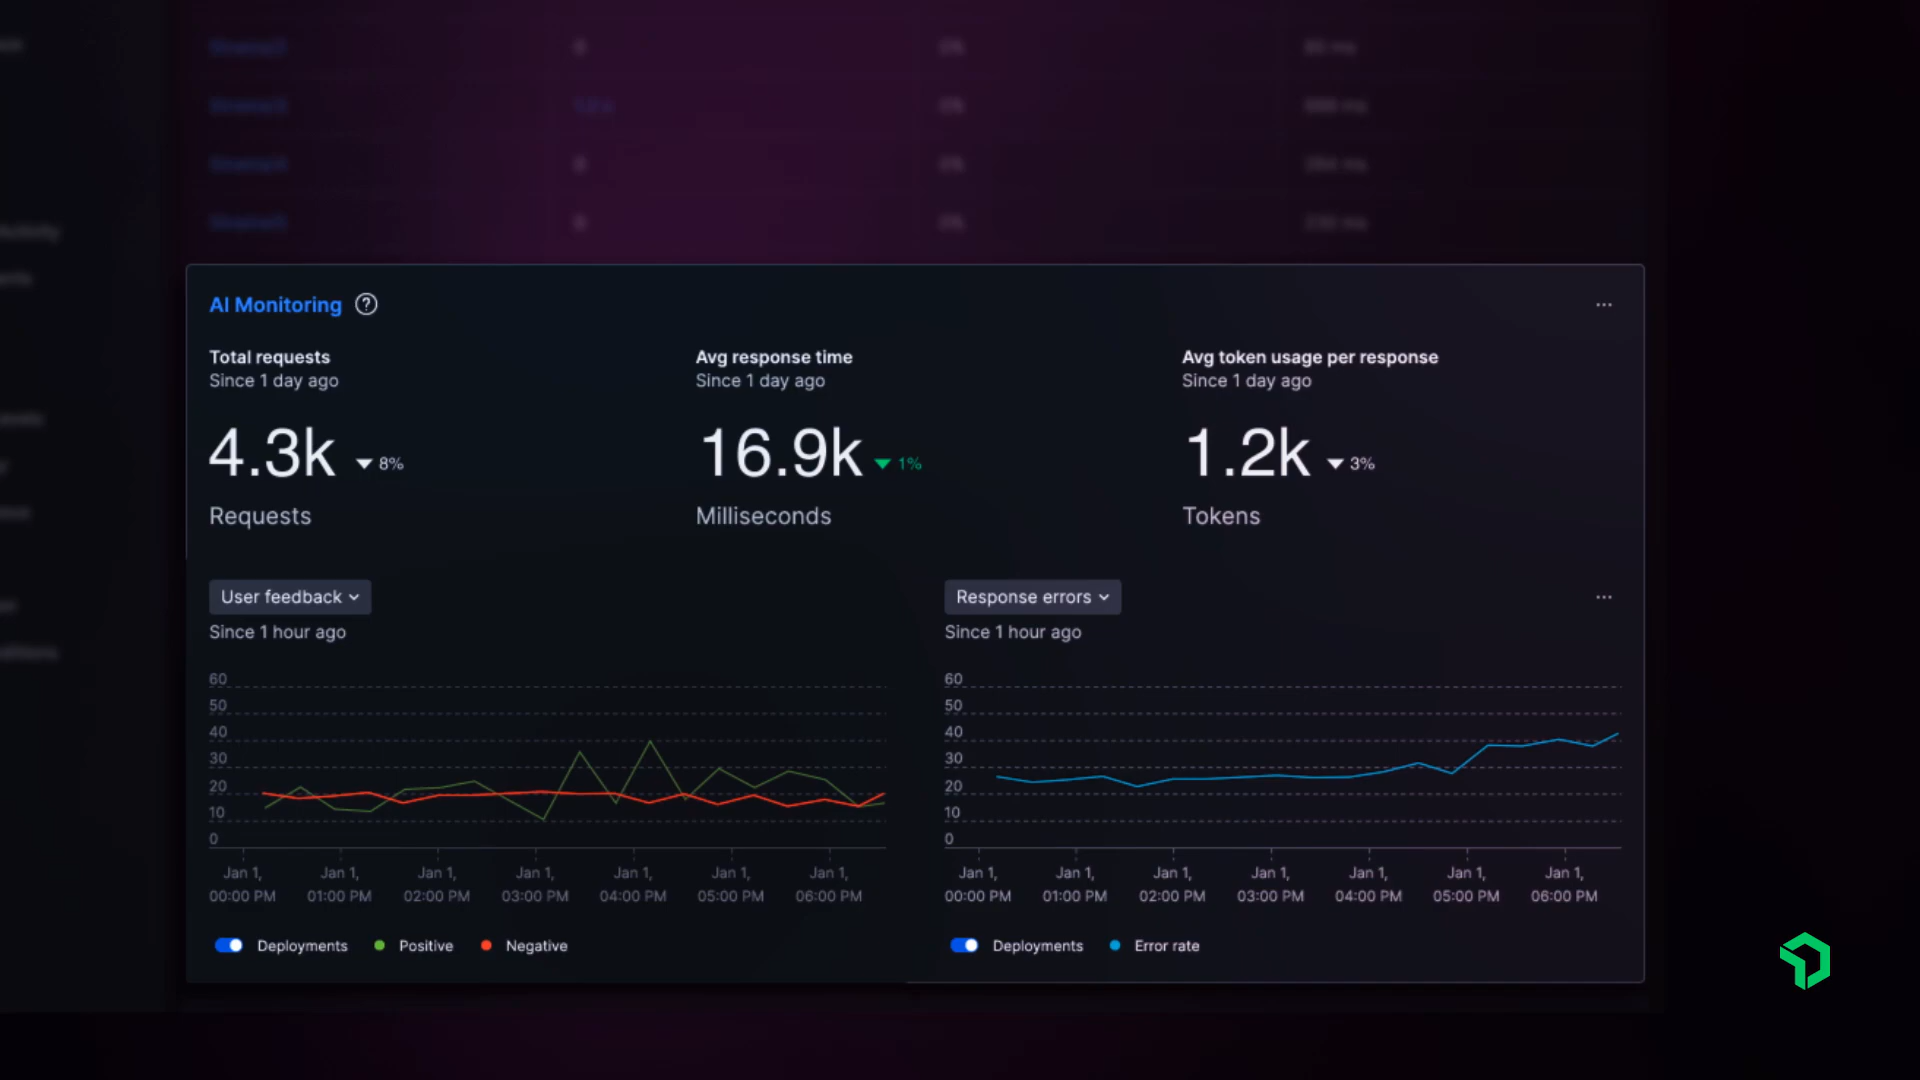 AI Monitoring
Total requests
Since 1 day ago
4.3k 8%
Requests
Avg response time
Since 1 day ago
16.9k 1%
Milliseconds
Avg token usage per response
Since 1 day ago
1.2k 3%
Tokens
User feedback
Since 1 hour ago
60
50
40
30
20
10
0
Jan 1, Jan 1, Jan 1, Jan 1, Jan 1, Jan 1, Jan 1,
00:00 PM 01:00 PM 02:00 PM 03:00 PM 04:00 PM 05:00 PM 06:00 PM
Deployments Positive Negative
Response errors
Since 1 hour ago
60
50
40
30
20
10
0
Jan 1, Jan 1, Jan 1, Jan 1, Jan 1, Jan 1, Jan 1,
00:00 PM 01:00 PM 02:00 PM 03:00 PM 04:00 PM 05:00 PM 06:00 PM
Deployments Error rate